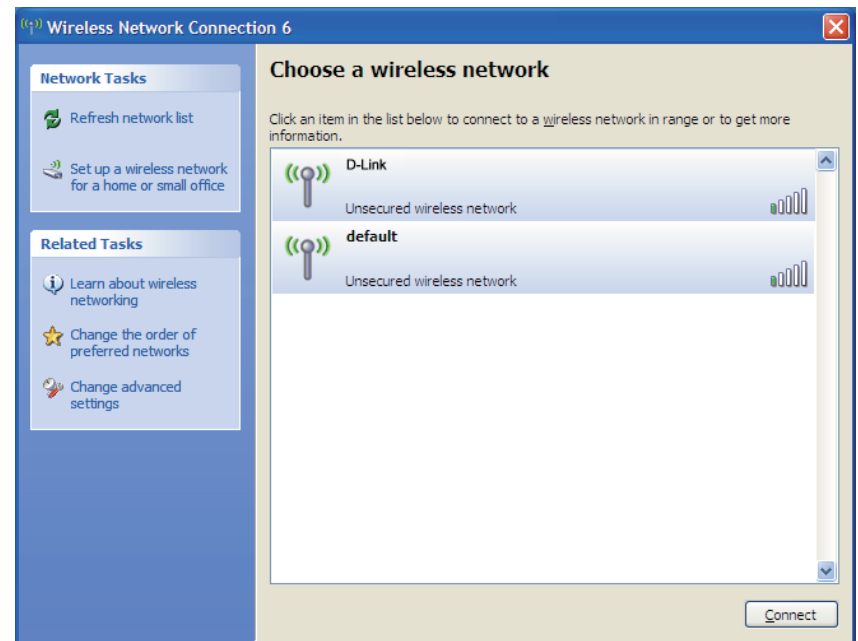 Wireless Network Connection 6
Network Tasks
Refresh network list
Set up a wireless network
for a home or small office
Related Tasks
Learn about wireless
networking
Change the order of
preferred networks
Change advanced
settings
Choose a wireless network
Click an item in the list below to connect to a wireless network in range or to get more
information.
D-Link
Unsecured wireless network
default
Unsecured wireless network
Connect